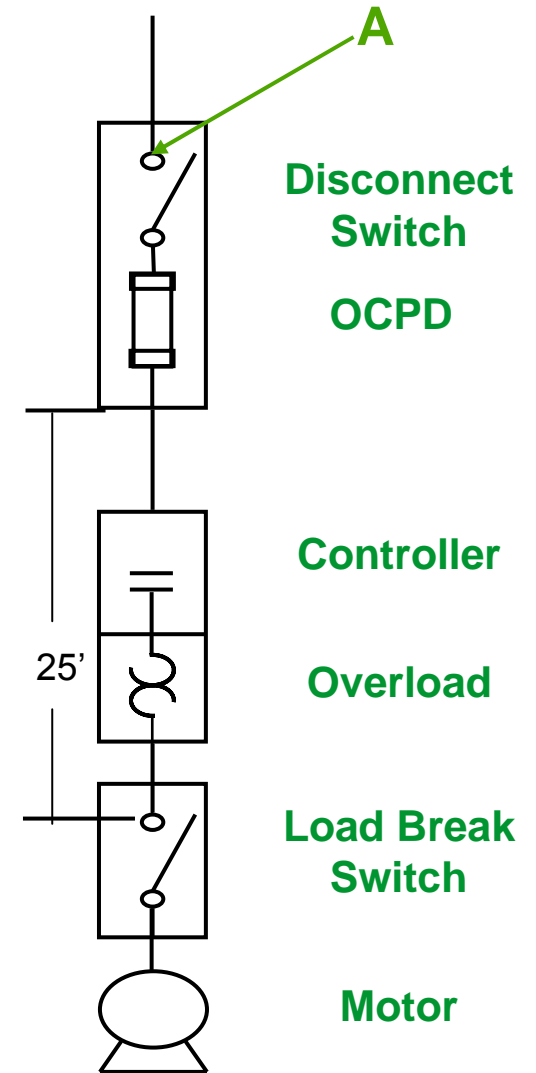 A
Disconnect
Switch
OCPD
Controller
25’
Overload
Load Break
Switch
Motor